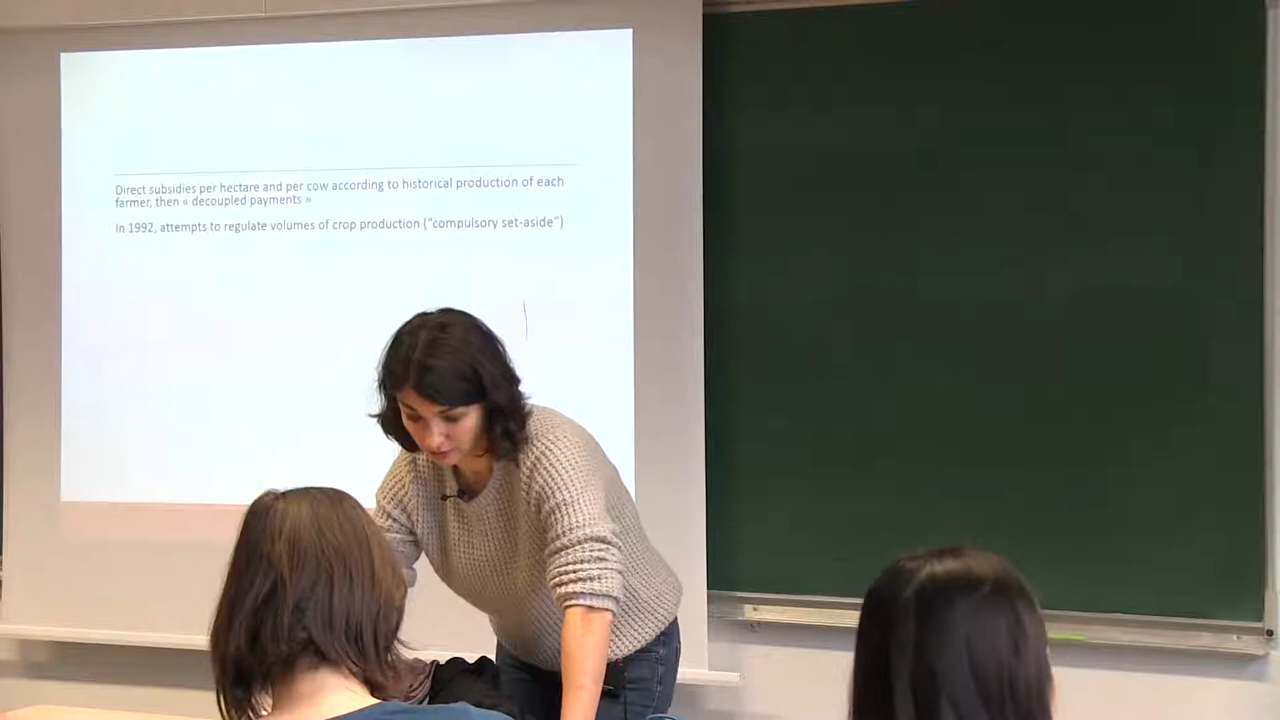 Direct subsidies per hectare and per cow according to historical production of each
farmer, then « decoupled payments »
In 1992, attempts to regulate volumes of crop production (“compulsory set-aside”)